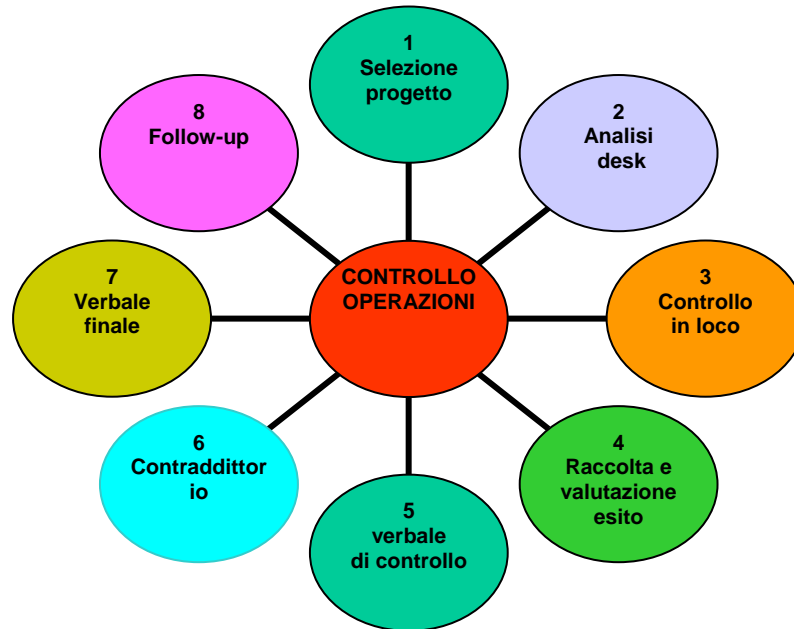 1
Selezione
progetto
2
Analisi
desk
3
Controllo
in loco
4
Raccolta e
valutazione
esito
5
verbale
di controllo
6
Contraddittor
io
7
Verbale
finale
8
Follow-up
CONTROLLO
OPERAZIONI